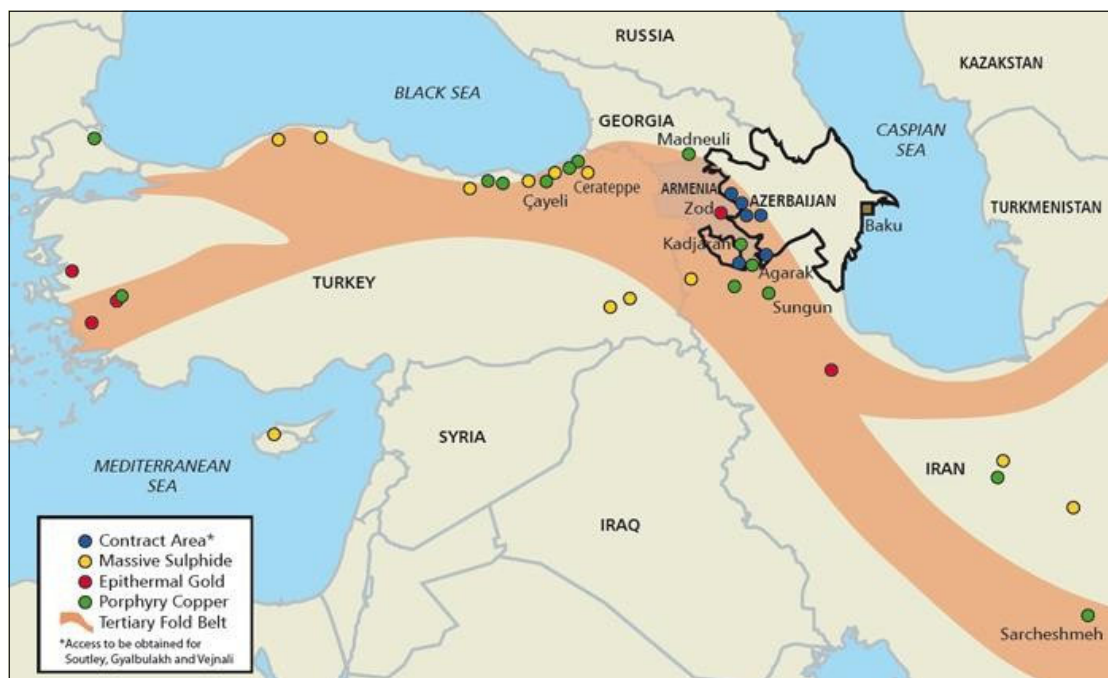 RUSSIA
KAZAKSTAN
BLACK SEA
GEORGIA
Madneuli
CASPIAN
SEA
Çayeli
Cerateppe
ARMENIA
AZERBAIJAN
Zod
Baku
TURKMENISTAN
Kadjaran
Agarak
TURKEY
Sungun
SYRIA
MEDITERRANEAN
SEA
IRAN
IRAQ
Sarcheshmeh
Contract Area*
Massive Sulphide
Epithermal Gold
Porphyry Copper
Tertiary Fold Belt
*Access to be obtained for
Soutley, Gyalbulakh and Vejnali